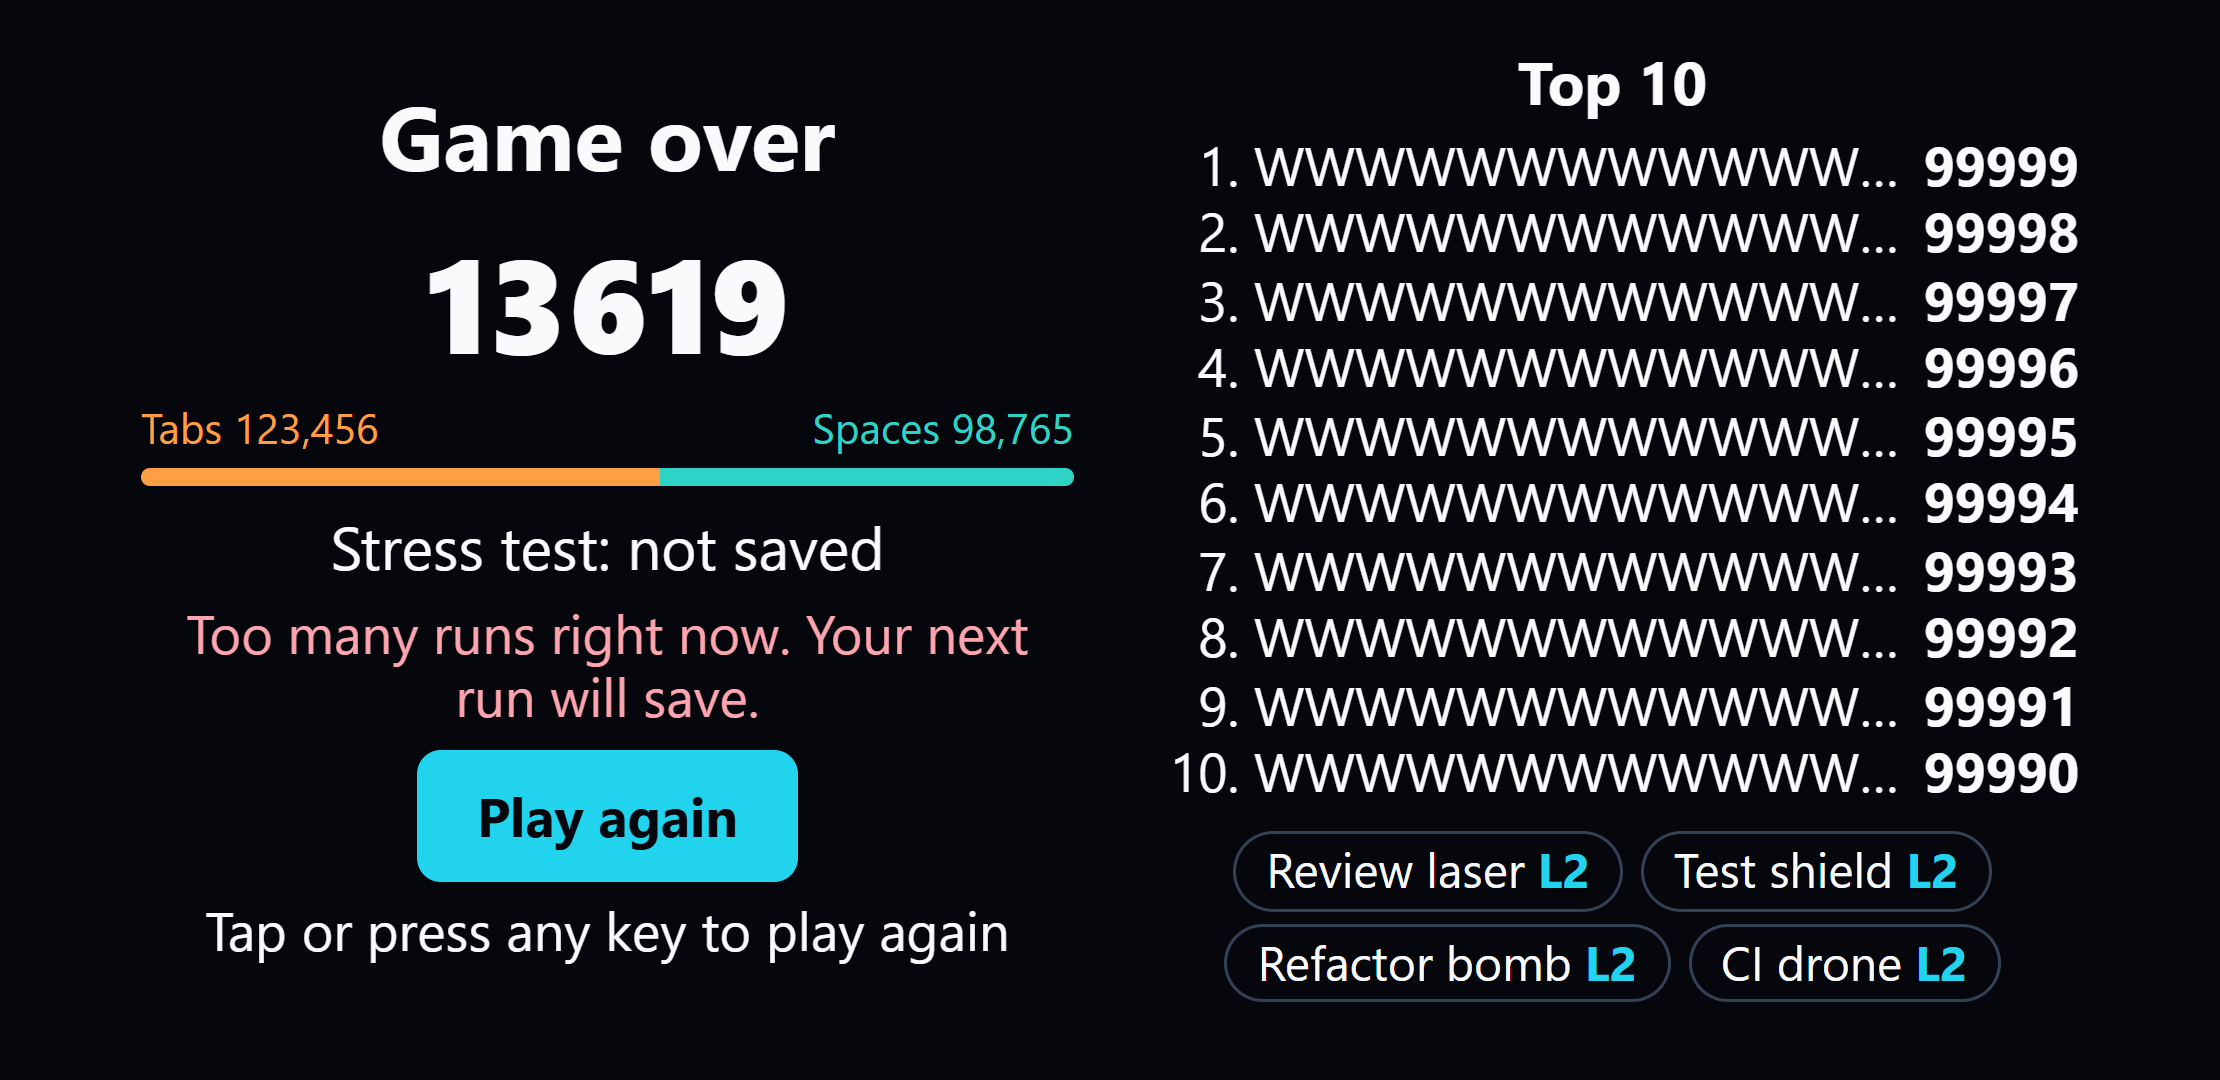 Game over
13619
Tabs 123,456
Spaces 98,765
Stress test: not saved
Too many runs right now. Your next
run will save.
Play again
Tap or press any key to play again
Top 10
1. WWWWWWWWWWWW... 99999
2. WWWWWWWWWWWW... 99998
3. WWWWWWWWWWWW... 99997
4. WWWWWWWWWWWW... 99996
5. WWWWWWWWWWWW... 99995
6. WWWWWWWWWWWW... 99994
7. WWWWWWWWWWWW... 99993
8. WWWWWWWWWWWW... 99992
9. WWWWWWWWWWWW... 99991
10. WWWWWWWWWWWW... 99990
Review laser L2
Test shield L2
Refactor bomb L2
CI drone L2